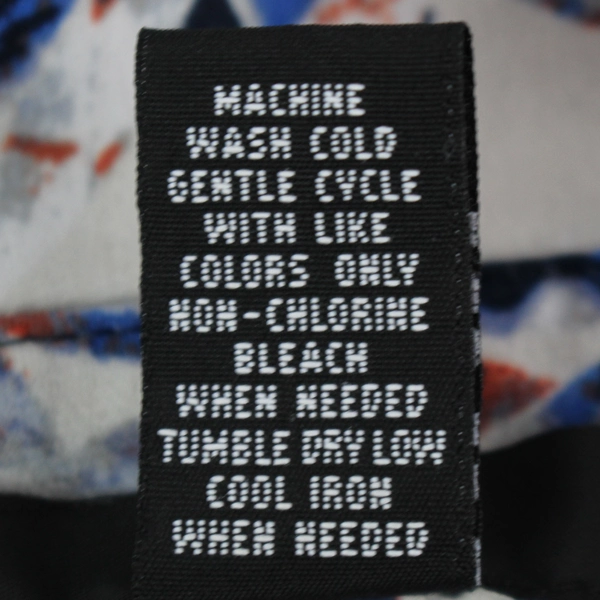 MACHINE
WASH COLD
GENTLE CYCLE
WITH LIKE
COLORS ONLY
NON-CHLORINE
BLEACH
WHEN NEEDED
TUMBLE DRY LOW
COOL IRON
WHEN NEEDED